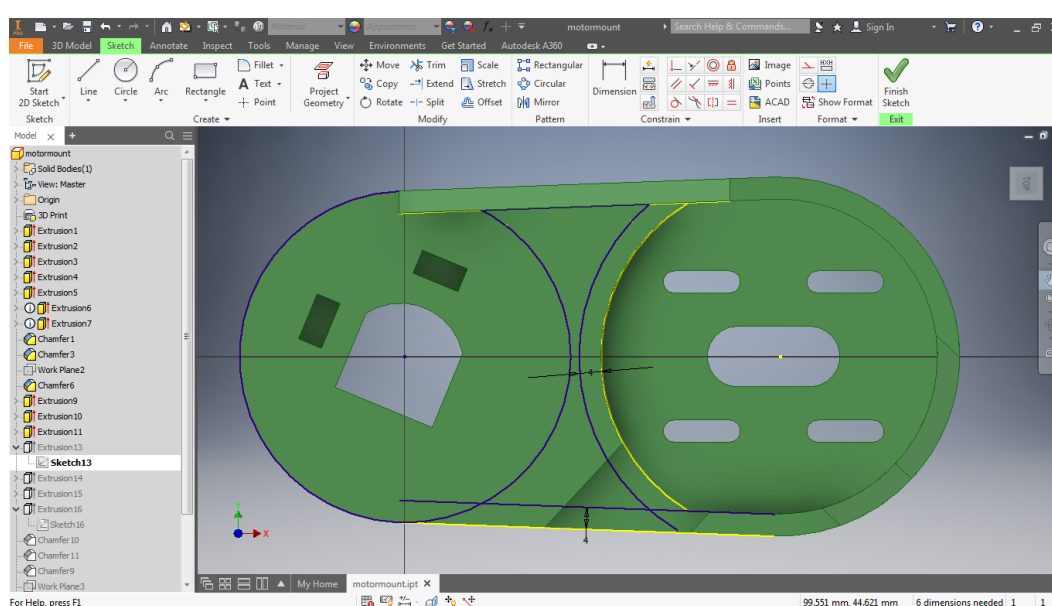 PRO
Material
Appearance
motormount
Search Help & Commands...
Sign In
File 3D Model Sketch Annotate Inspect Tools Manage View Environments Get Started Autodesk A360
Start
2D Sketch
Line
Circle
Arc
Rectangle
Fillet
Text
Point
Project
Geometry
Move Trim Scale
Copy Extend Stretch
Rotate Split Offset
Rectangular
Circular
Mirror
Dimension
Image
Points
ACAD
Show Format
Finish
Sketch
Sketch Create Modify Pattern Constrain Insert Format Exit
Model
motormount
Solid Bodies(1)
View: Master
Origin
3D Print
Extrusion1
Extrusion2
Extrusion3
Extrusion4
Extrusion5
Extrusion6
Extrusion7
Chamfer1
Chamfer3
Work Plane2
Chamfer6
Extrusion9
Extrusion10
Extrusion11
Extrusion13
Sketch13
Extrusion14
Extrusion15
Extrusion16
Sketch16
Chamfer10
Chamfer11
Chamfer9
Work Plane3
TOP
4
4
Y
X
My Home motormount.ipt
For Help, press F1
99.551 mm, 44.621 mm 6 dimensions needed 1 1